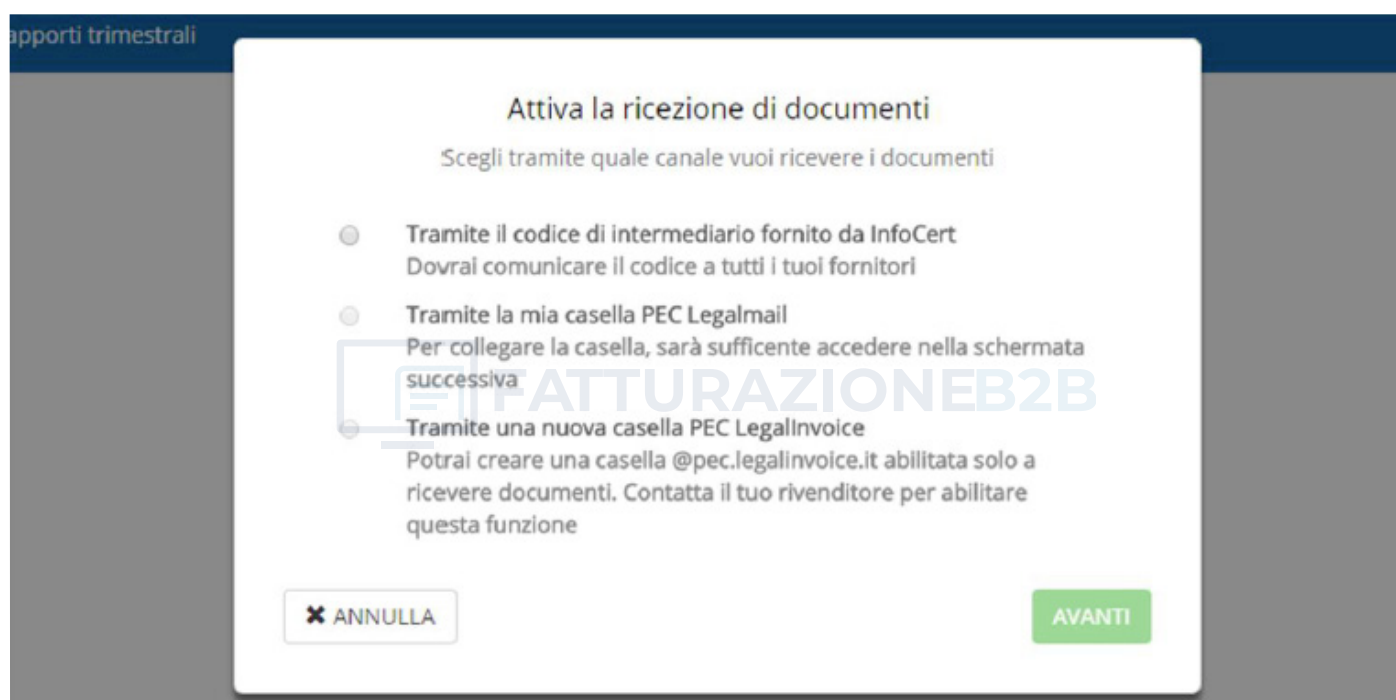 apporti trimestrali
Attiva la ricezione di documenti
Scegli tramite quale canale vuoi ricevere i documenti
Tramite il codice di intermediario fornito da InfoCert
Dovrai comunicare il codice a tutti i tuoi fornitori
Tramite la mia casella PEC Legalmail
Per collegare la casella, sarà sufficente accedere nella schermata
successiva
FATTURAZIONEB2B
Tramite una nuova casella PEC LegalInvoice
Potrai creare una casella @pec.legalinvoice.it abilitata solo a
ricevere documenti. Contatta il tuo rivenditore per abilitare
questa funzione
✖ ANNULLA
AVANTI